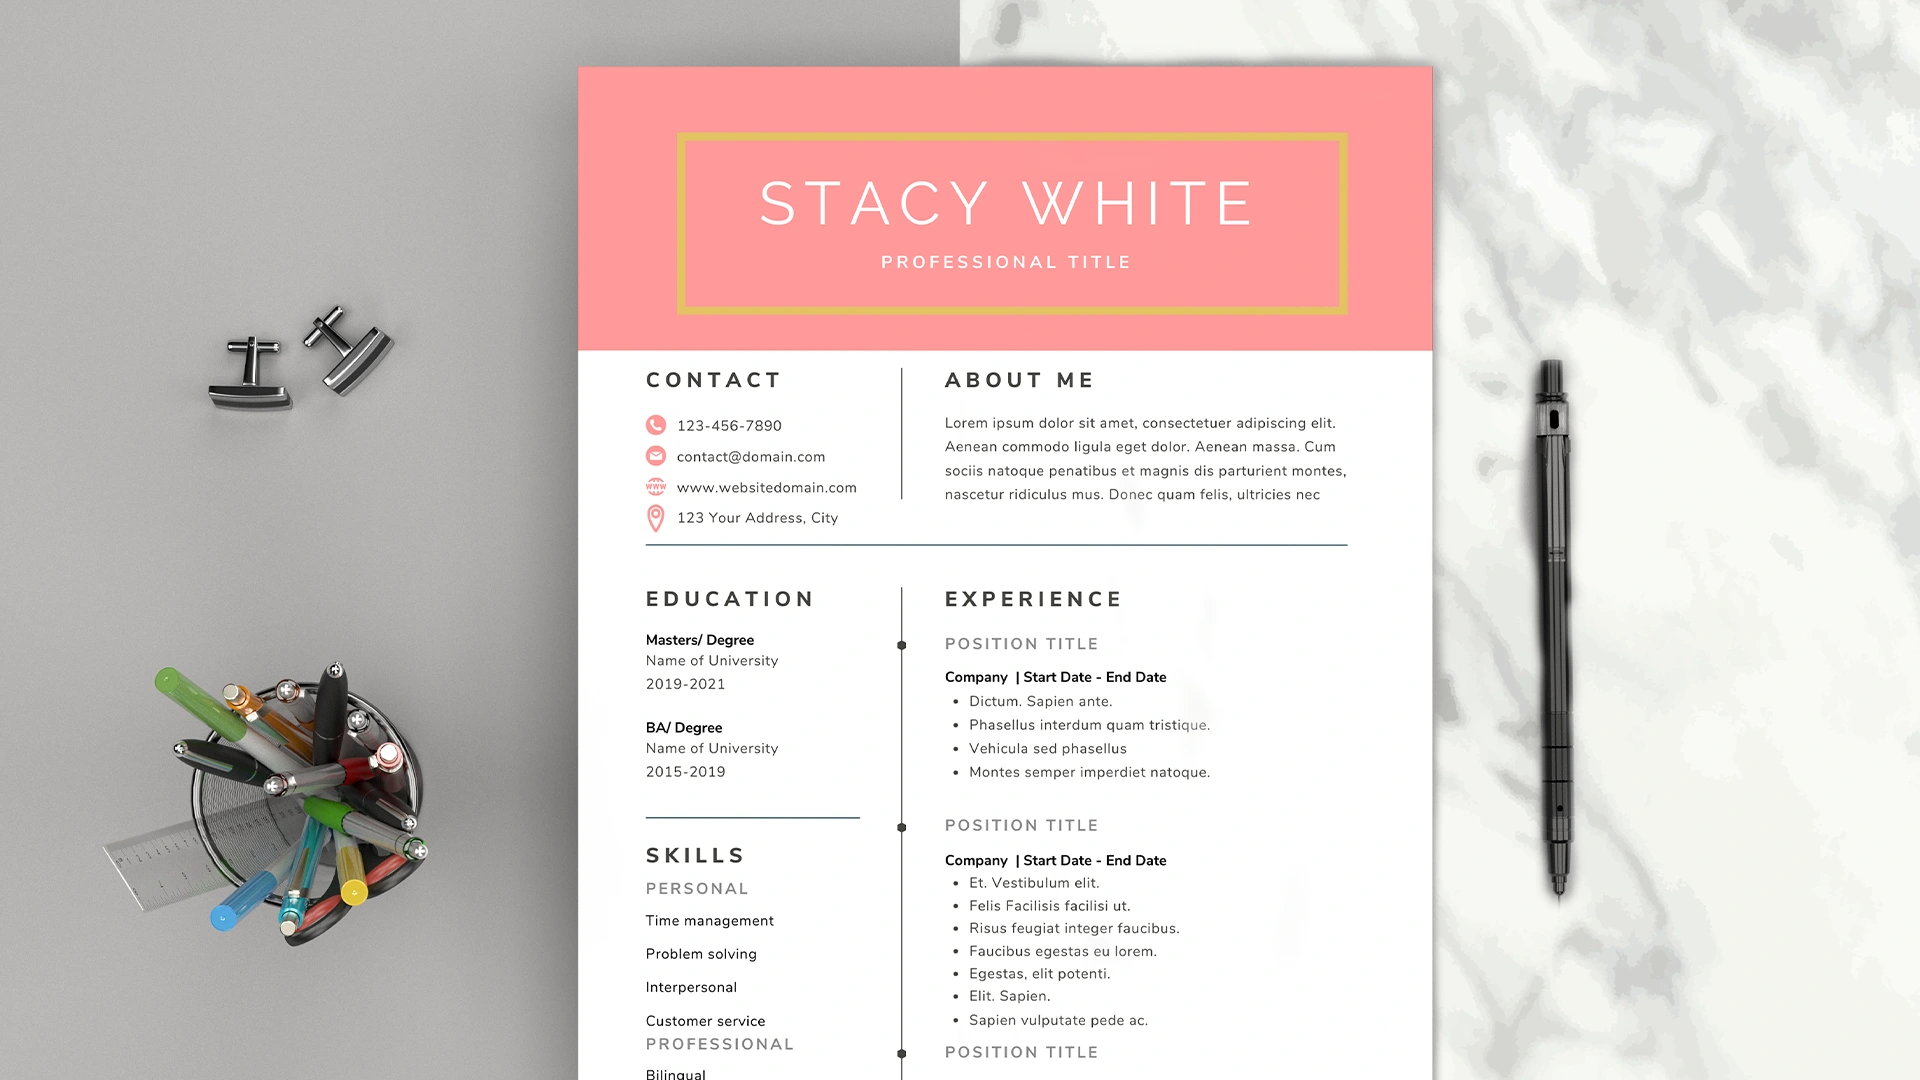 STACY WHITE
PROFESSIONAL TITLE
CONTACT
123-456-7890
contact@domain.com
www
www.websitedomain.com
123 Your Address, City
ABOUT ME
Lorem ipsum dolor sit amet, consectetuer adipiscing elit.
Aenean commodo ligula eget dolor. Aenean massa. Cum
sociis natoque penatibus et magnis dis parturient montes,
nascetur ridiculus mus. Donec quam felis, ultricies nec
EDUCATION
Masters/ Degree
Name of University
2019-2021
BA/ Degree
Name of University
2015-2019
SKILLS
PERSONAL
Time management
Problem solving
Interpersonal
Customer service
PROFESSIONAL
Bilingual
EXPERIENCE
POSITION TITLE
Company | Start Date - End Date
• Dictum. Sapien ante.
• Phasellus interdum quam tristique.
• Vehicula sed phasellus
• Montes semper imperdiet natoque.
POSITION TITLE
Company | Start Date - End Date
• Et. Vestibulum elit.
• Felis Facilisis facilisi ut.
• Risus feugiat integer faucibus.
• Faucibus egestas eu lorem.
• Egestas, elit potenti.
• Elit. Sapien.
• Sapien vulputate pede ac.
POSITION TITLE